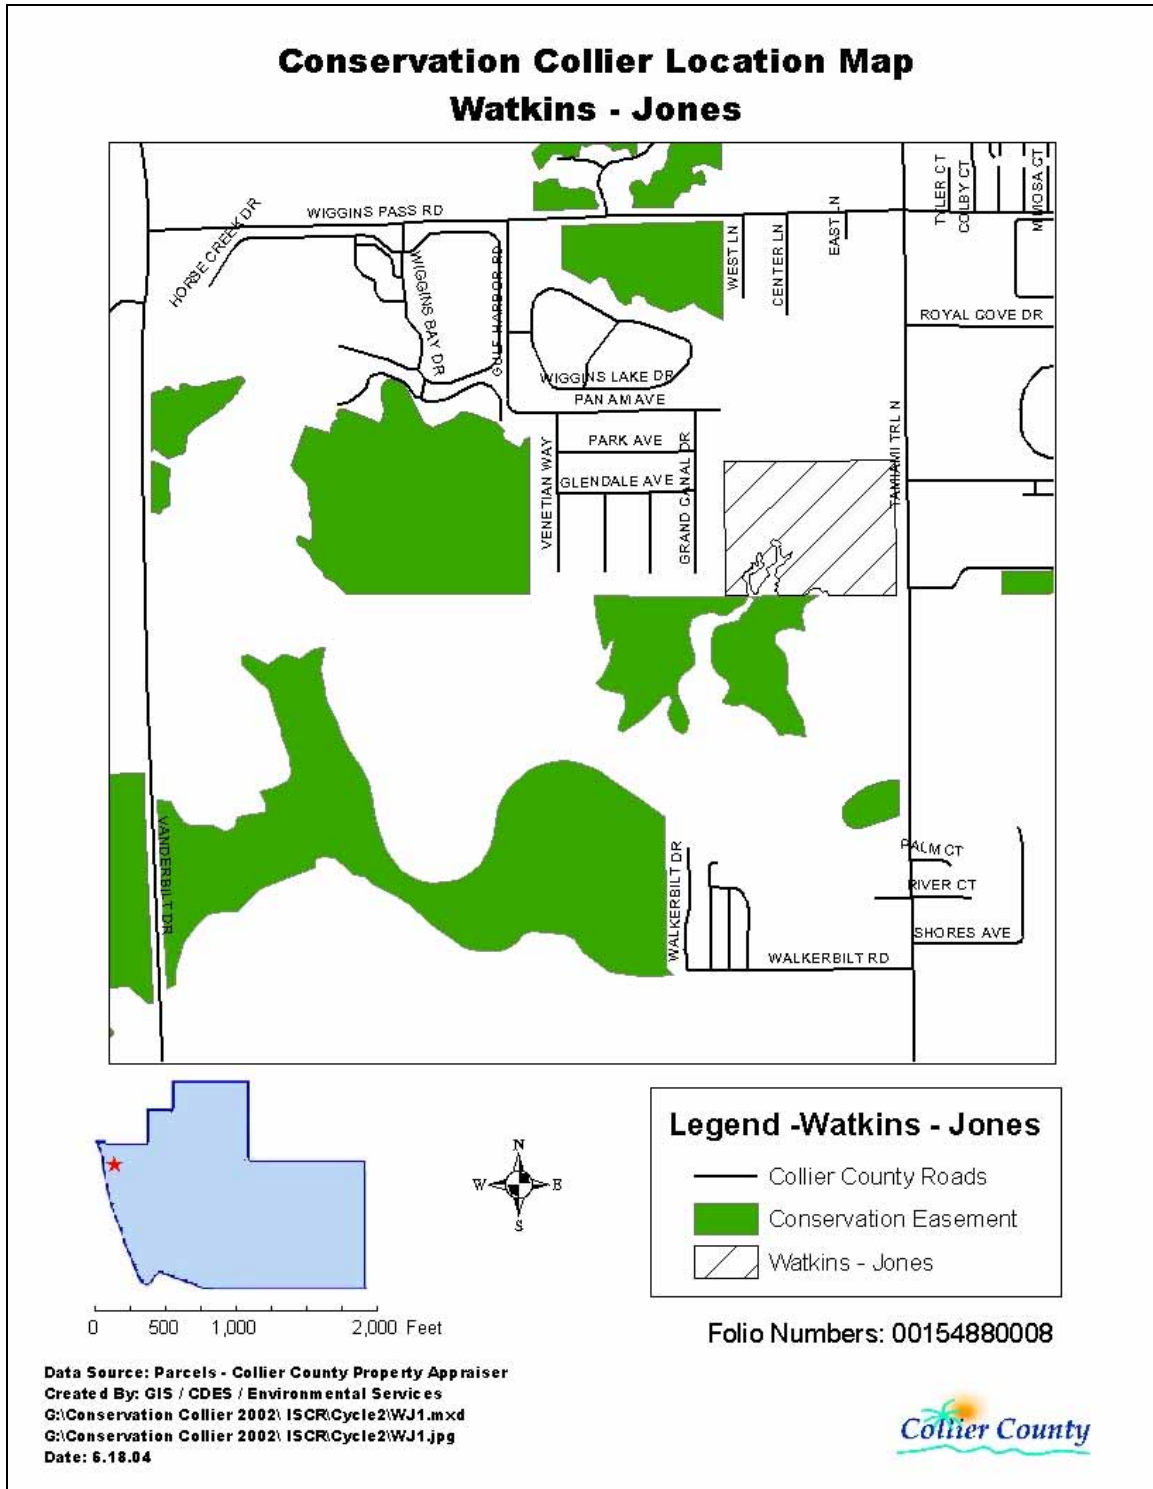 Conservation Collier Location Map
Watkins - Jones
TYLER CT
COLBY CT
MIMOSA CT
WIGGINS PASS RD
HORSE CREEK DR
WIGGINS BAY DR
GULF HARBOR RD
WEST LN
CENTER LN
EAST LN
ROYAL COVE DR
WIGGINS LAKE DR
PAN AM AVE
PARK AVE
GLENDALE AVE
VENETIAN WAY
GRAND CANAL DR
TAMIAMI TRL N
VANDERBILT DR
WALKERBILT DR
PALM CT
RIVER CT
SHORES AVE
WALKERBILT RD
N
W E
S
0 500 1,000 2,000 Feet
Legend -Watkins - Jones
Collier County Roads
Conservation Easement
Watkins - Jones
Folio Numbers: 00154880008
Data Source: Parcels - Collier County Property Appraiser
Created By: GIS / CDES / Environmental Services
G:\Conservation Collier 2002\ ISCR\Cycle2\WJ1.mxd
G:\Conservation Collier 2002\ ISCR\Cycle2\WJ1.jpg
Date: 6.18.04
Collier County